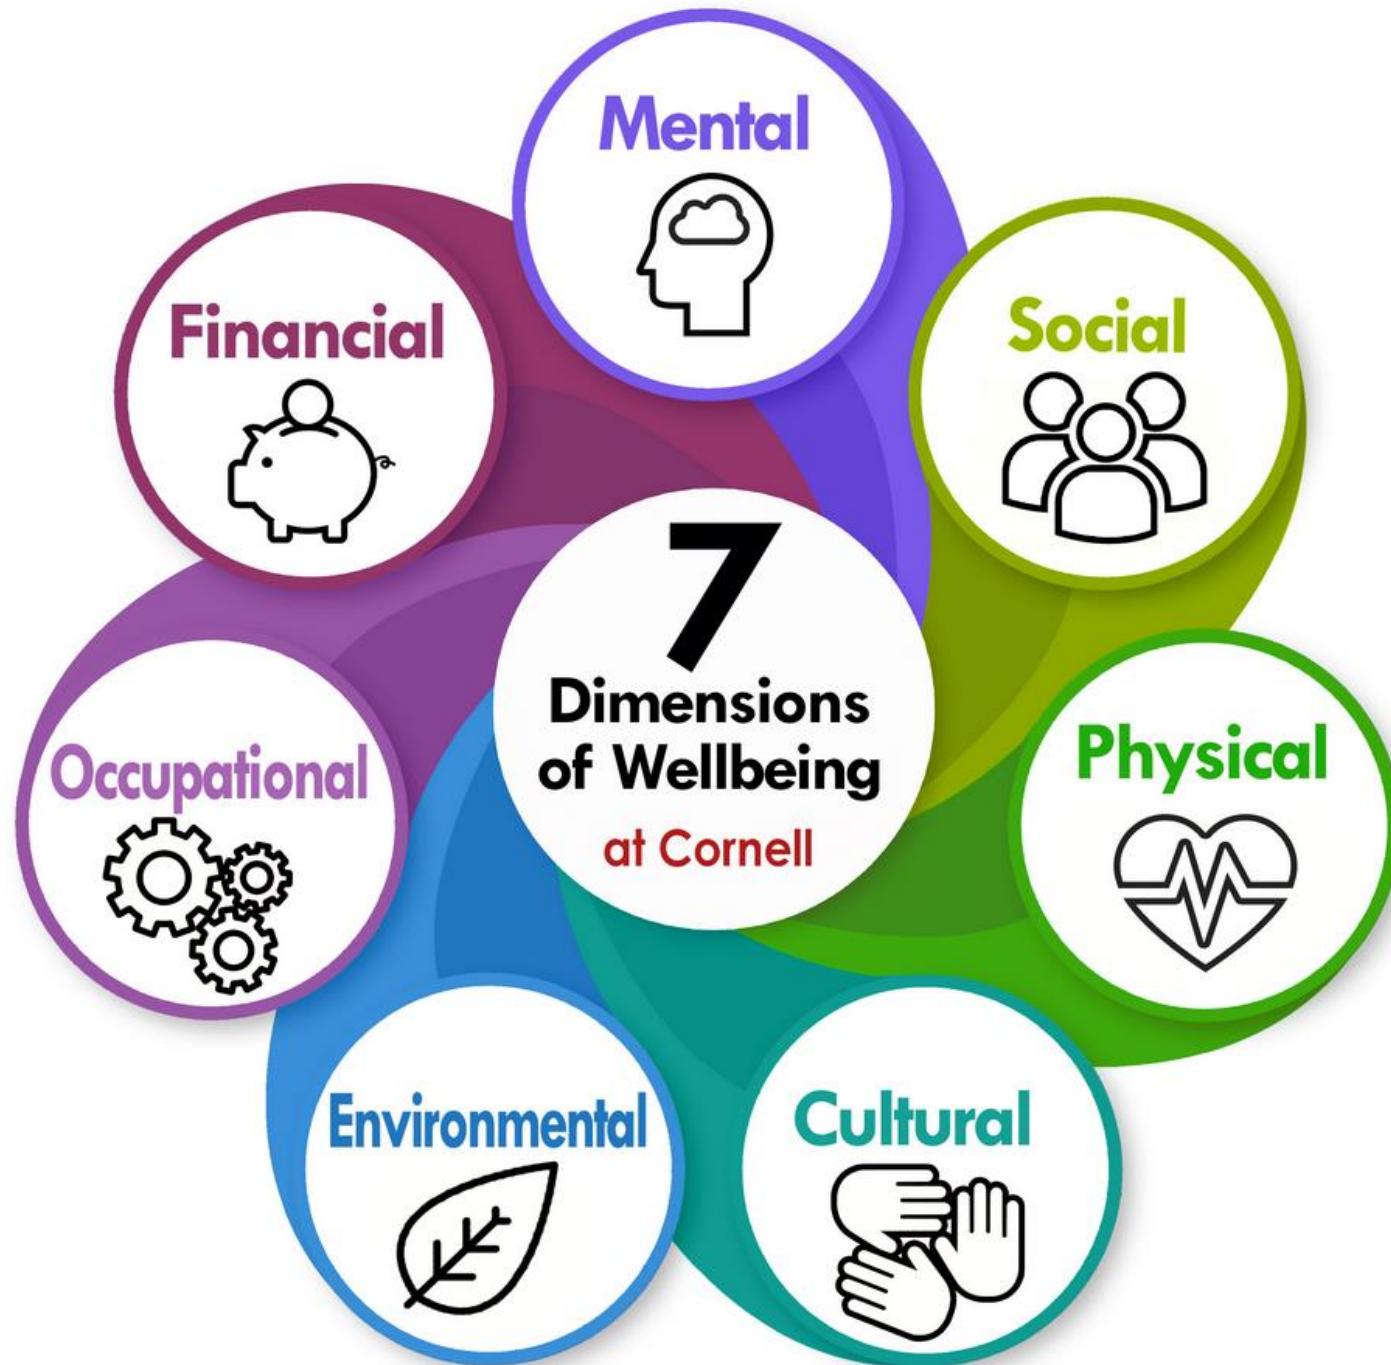 Mental
Social
Financial
7
Dimensions
of Wellbeing
at Cornell
Physical
Occupational
Environmental
Cultural